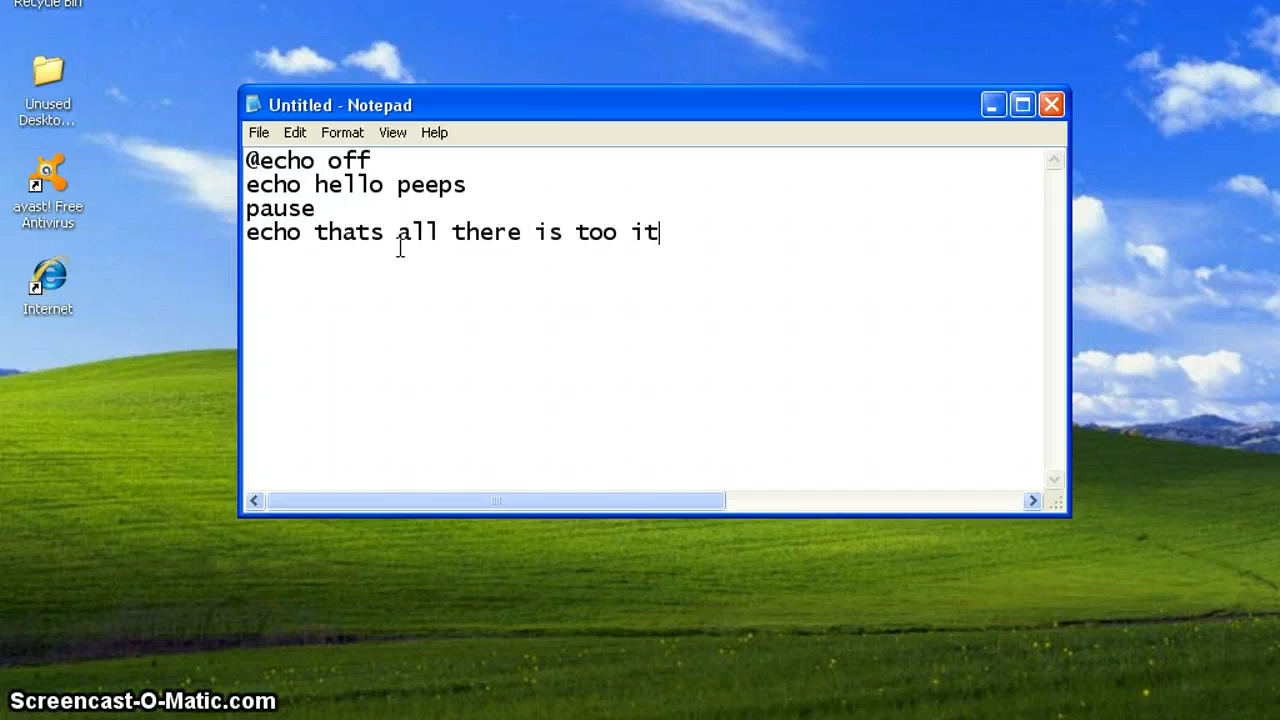 Recycle Bin
Unused
Deskto...
avast! Free
Antivirus
Internet
Untitled - Notepad
File Edit Format View Help
@echo off
echo hello peeps
pause
echo thats all there is too it
Screencast-O-Matic.com